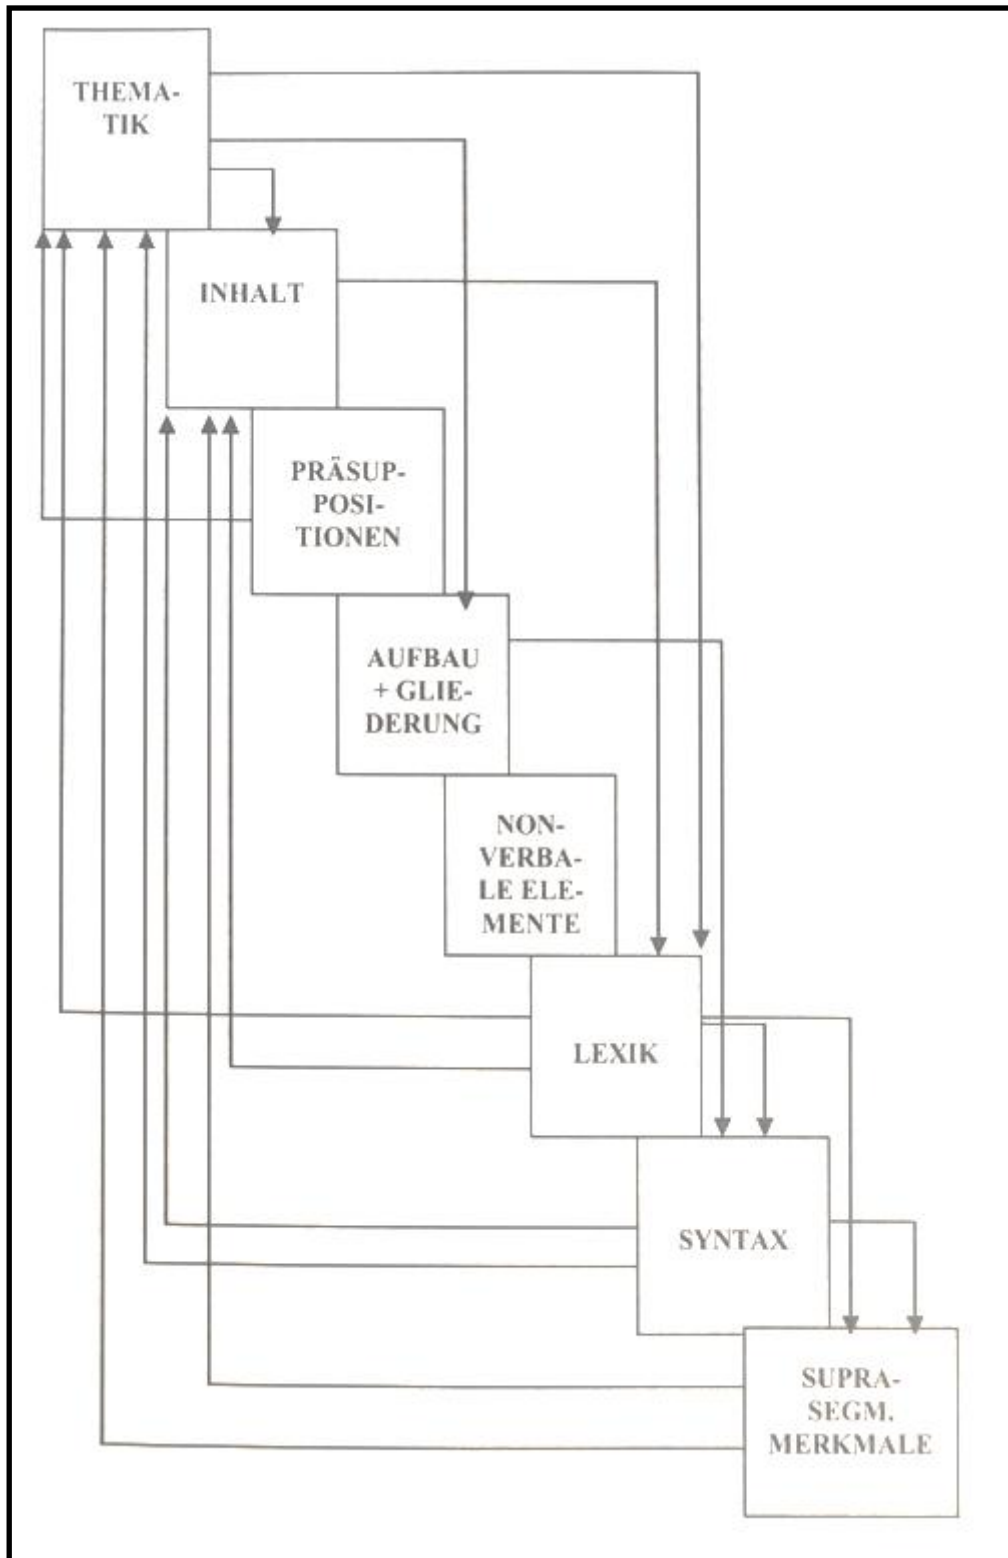 THEMA-
TIK
INHALT
PRÄSUP-
POSI-
TIONEN
AUFBAU
+ GLIE-
DERUNG
NON-
VERBA-
LE ELE-
MENTE
LEXIK
SYNTAX
SUPRA-
SEGM.
MERKMALE